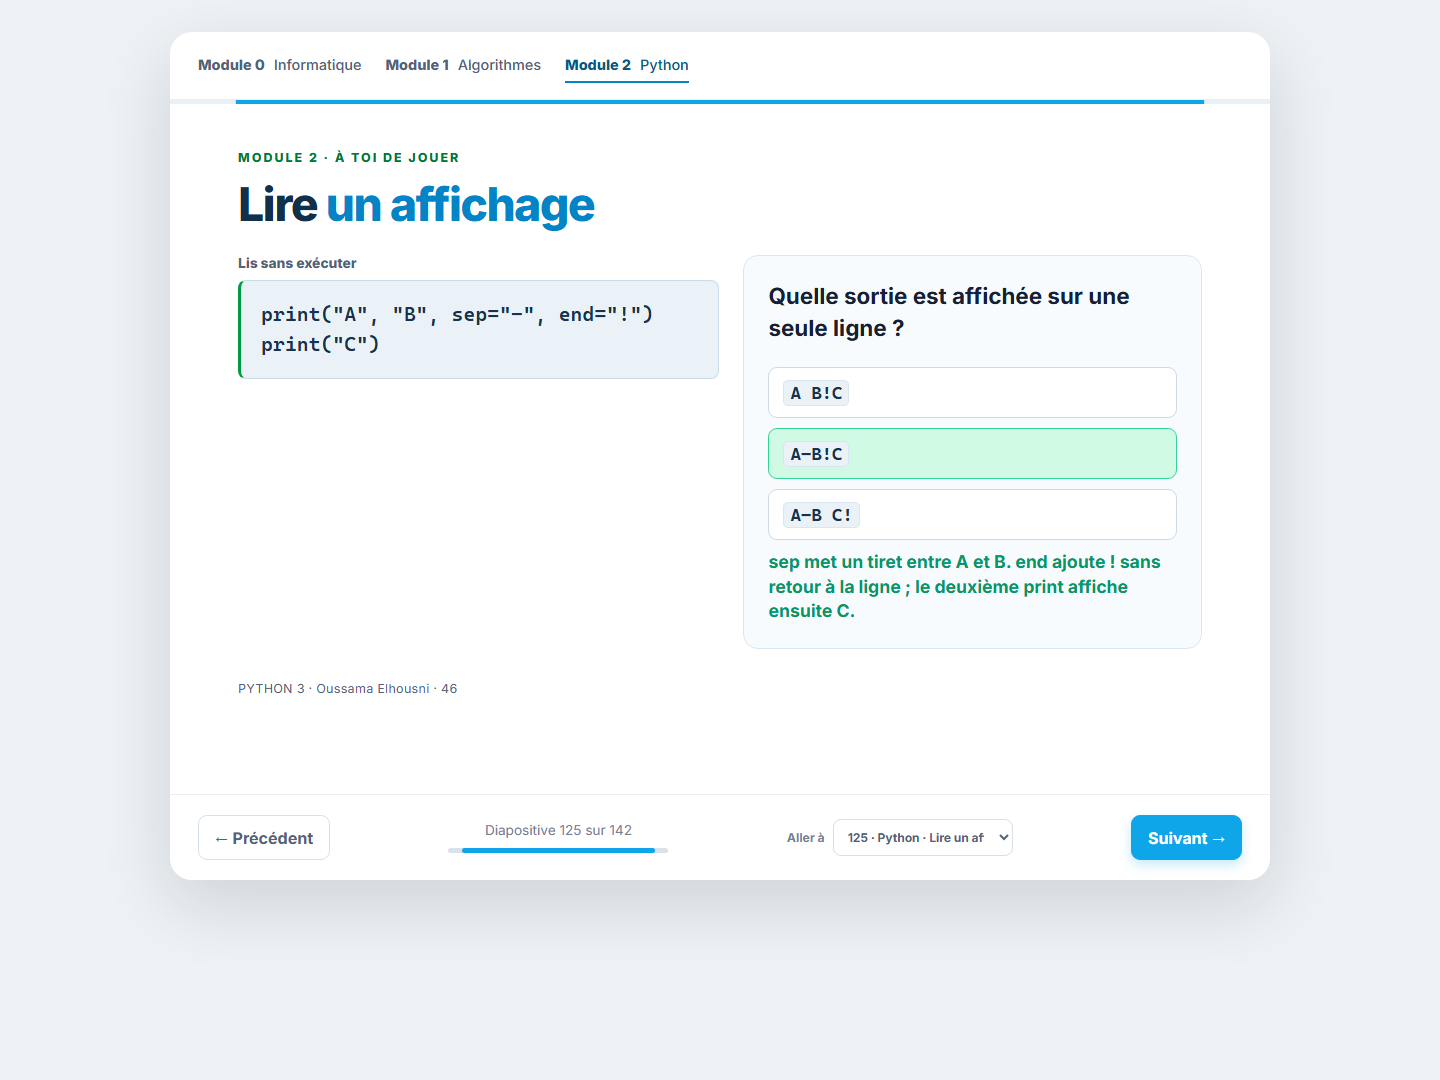 Module 0 Informatique Module 1 Algorithmes Module 2 Python
MODULE 2 · À TOI DE JOUER
Lire un affichage
Lis sans exécuter
print("A", "B", sep="-", end="!")
print("C")
Quelle sortie est affichée sur une
seule ligne ?
A B!C
A-B!C
A-B C!
sep met un tiret entre A et B. end ajoute ! sans
retour à la ligne ; le deuxième print affiche
ensuite C.
PYTHON 3 · Oussama Elhousni · 46
← Précédent
Diapositive 125 sur 142
Aller à 125 · Python · Lire un af
Suivant →